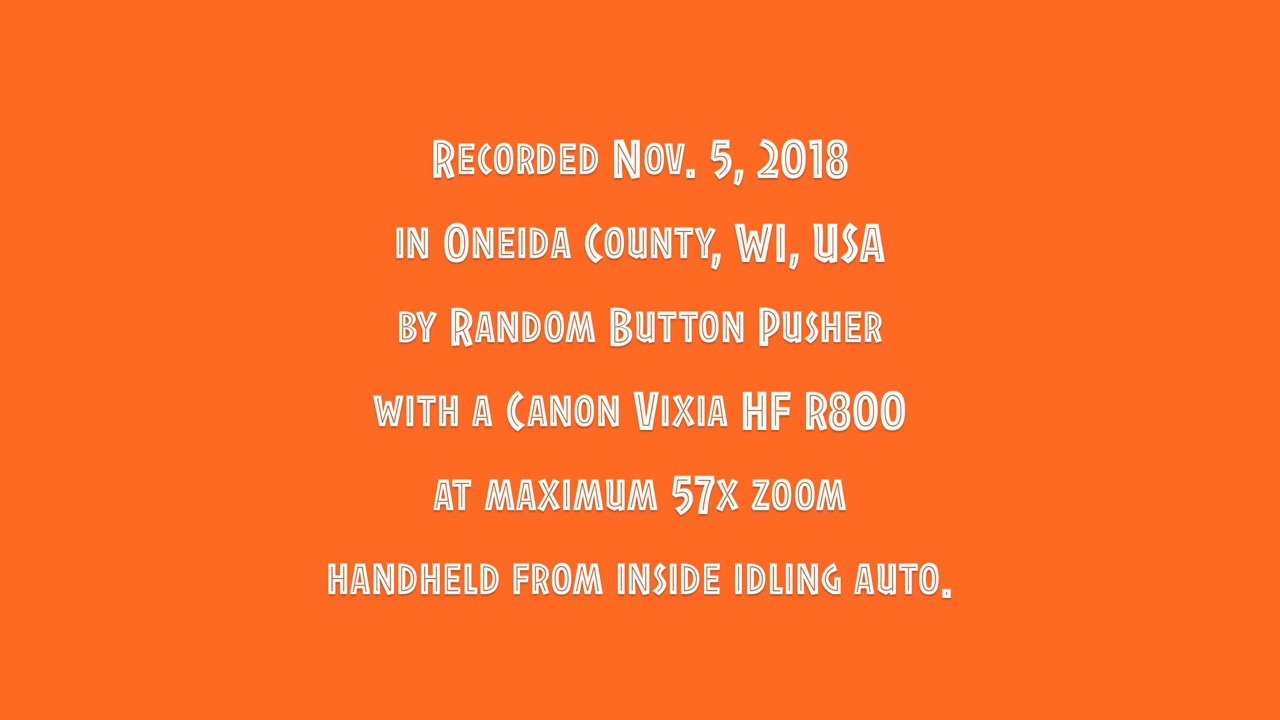 Recorded Nov. 5, 2018
in Oneida County, WI, USA
by Random Button Pusher
with a Canon Vixia HF R800
at maximum 57x zoom
handheld from inside idling auto.